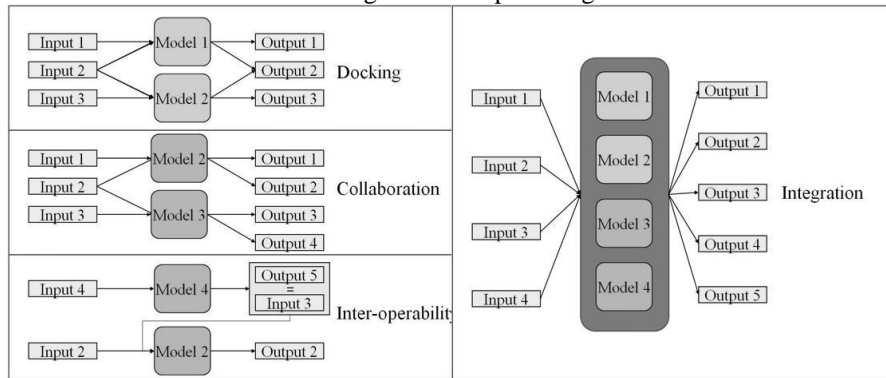 Input 1
Model 1
Output 1
Input 2
Output 2
Docking
Input 3
Model 2
Output 3
Input 1
Model 2
Output 1
Input 2
Output 2
Collaboration
Input 3
Model 3
Output 3
Output 4
Input 4
Model 4
Output 5
=
Input 3
Inter-operability
Input 2
Model 2
Output 2
Input 1
Input 2
Input 3
Input 4
Model 1
Model 2
Model 3
Model 4
Output 1
Output 2
Output 3
Output 4
Output 5
Integration